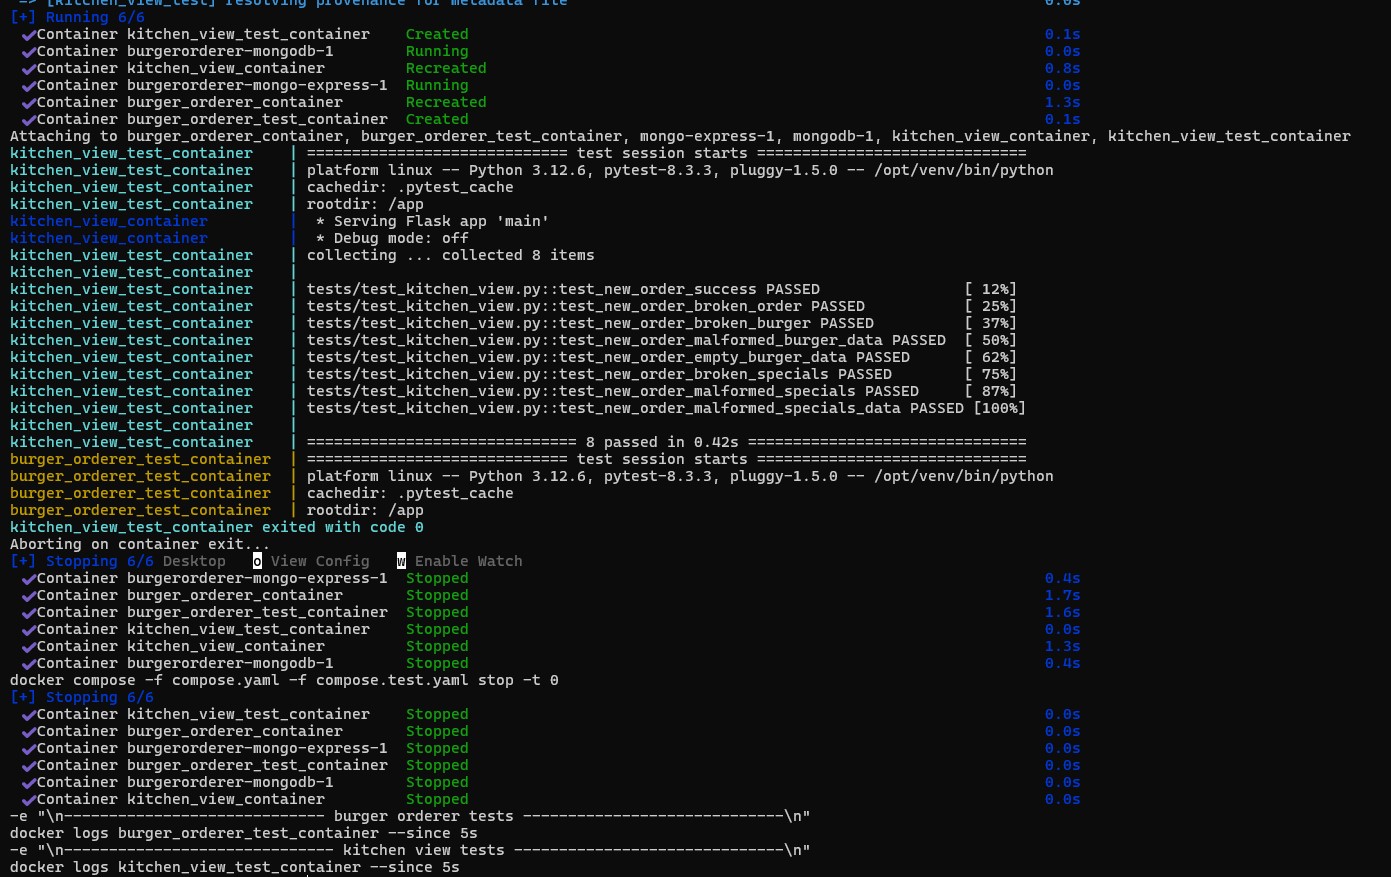 => [kitchen_view_test] resolving provenance for metadata file 0.0s
[+] Running 6/6
✔Container kitchen_view_test_container Created 0.1s
✔Container burgerorderer-mongodb-1 Running 0.0s
✔Container kitchen_view_container Recreated 0.8s
✔Container burgerorderer-mongo-express-1 Running 0.0s
✔Container burger_orderer_container Recreated 1.3s
✔Container burger_orderer_test_container Created 0.1s
Attaching to burger_orderer_container, burger_orderer_test_container, mongo-express-1, mongodb-1, kitchen_view_container, kitchen_view_test_container
kitchen_view_test_container | ============================= test session starts ==============================
kitchen_view_test_container | platform linux -- Python 3.12.6, pytest-8.3.3, pluggy-1.5.0 -- /opt/venv/bin/python
kitchen_view_test_container | cachedir: .pytest_cache
kitchen_view_test_container | rootdir: /app
kitchen_view_container | * Serving Flask app 'main'
kitchen_view_container | * Debug mode: off
kitchen_view_test_container | collecting ... collected 8 items
kitchen_view_test_container |
kitchen_view_test_container | tests/test_kitchen_view.py::test_new_order_success PASSED [ 12%]
kitchen_view_test_container | tests/test_kitchen_view.py::test_new_order_broken_order PASSED [ 25%]
kitchen_view_test_container | tests/test_kitchen_view.py::test_new_order_broken_burger PASSED [ 37%]
kitchen_view_test_container | tests/test_kitchen_view.py::test_new_order_malformed_burger_data PASSED [ 50%]
kitchen_view_test_container | tests/test_kitchen_view.py::test_new_order_empty_burger_data PASSED [ 62%]
kitchen_view_test_container | tests/test_kitchen_view.py::test_new_order_broken_specials PASSED [ 75%]
kitchen_view_test_container | tests/test_kitchen_view.py::test_new_order_malformed_specials PASSED [ 87%]
kitchen_view_test_container | tests/test_kitchen_view.py::test_new_order_malformed_specials_data PASSED [100%]
kitchen_view_test_container |
kitchen_view_test_container | ============================== 8 passed in 0.42s ===============================
burger_orderer_test_container | ============================= test session starts ==============================
burger_orderer_test_container | platform linux -- Python 3.12.6, pytest-8.3.3, pluggy-1.5.0 -- /opt/venv/bin/python
burger_orderer_test_container | cachedir: .pytest_cache
burger_orderer_test_container | rootdir: /app
kitchen_view_test_container exited with code 0
Aborting on container exit...
[+] Stopping 6/6 Desktop o View Config w Enable Watch
✔Container burgerorderer-mongo-express-1 Stopped 0.4s
✔Container burger_orderer_container Stopped 1.7s
✔Container burger_orderer_test_container Stopped 1.6s
✔Container kitchen_view_test_container Stopped 0.0s
✔Container kitchen_view_container Stopped 1.3s
✔Container burgerorderer-mongodb-1 Stopped 0.4s
docker compose -f compose.yaml -f compose.test.yaml stop -t 0
[+] Stopping 6/6
✔Container kitchen_view_test_container Stopped 0.0s
✔Container burger_orderer_container Stopped 0.0s
✔Container burgerorderer-mongo-express-1 Stopped 0.0s
✔Container burger_orderer_test_container Stopped 0.0s
✔Container burgerorderer-mongodb-1 Stopped 0.0s
✔Container kitchen_view_container Stopped 0.0s
-e "\n----------------------------- burger orderer tests -----------------------------\n"
docker logs burger_orderer_test_container --since 5s
-e "\n------------------------------ kitchen view tests ------------------------------\n"
docker logs kitchen_view_test_container --since 5s